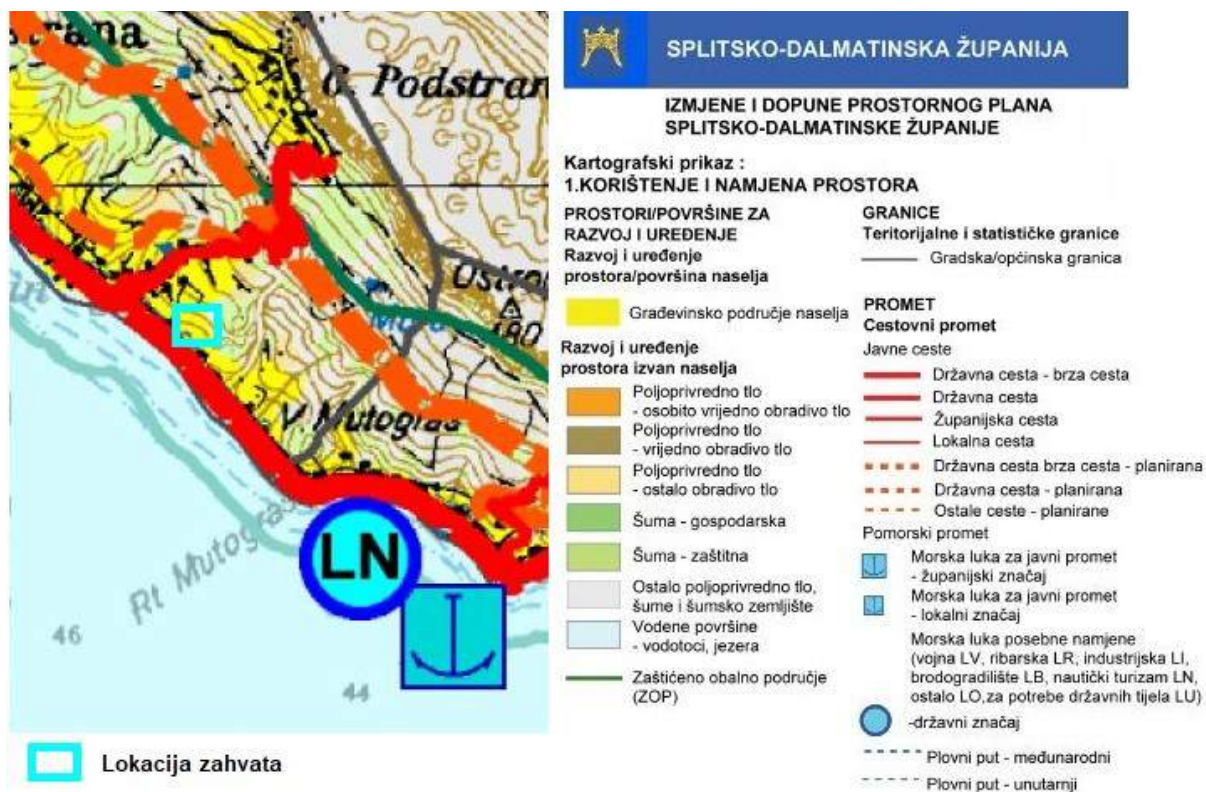 strana
G. Podstran
V. Mutograd
Rt Mutogra
LN
46
44
480
Lokacija zahvata
SPLITSKO-DALMATINSKA ŽUPANIJA
IZMJENE I DOPUNE PROSTORNOG PLANA
SPLITSKO-DALMATINSKE ŽUPANIJE
Kartografski prikaz :
1.KORIŠTENJE I NAMJENA PROSTORA
PROSTORI/POVRŠINE ZA
RAZVOJ I UREĐENJE
Razvoj i uređenje
prostora/površina naselja
Građevinsko područje naselja
Razvoj i uređenje
prostora izvan naselja
Poljoprivredno tlo
- osobito vrijedno obradivo tlo
Poljoprivredno tlo
- vrijedno obradivo tlo
Poljoprivredno tlo
- ostalo obradivo tlo
Šuma - gospodarska
Šuma - zaštitna
Ostalo poljoprivredno tlo,
šume i šumsko zemljište
Vodene površine
- vodotoci, jezera
Zaštićeno obalno područje
(ZOP)
GRANICE
Teritorijalne i statističke granice
Gradska/općinska granica
PROMET
Cestovni promet
Javne ceste
Državna cesta - brza cesta
Državna cesta
Županijska cesta
Lokalna cesta
Državna cesta brza cesta - planirana
Državna cesta - planirana
Ostale ceste - planirane
Pomorski promet
Morska luka za javni promet
- županijski značaj
Morska luka za javni promet
- lokalni značaj
Morska luka posebne namjene
(vojna LV, ribarska LR, industrijska LI,
brodogradilište LB, nautički turizam LN,
ostalo LO,za potrebe državnih tijela LU)
-državni značaj
Plovni put - međunarodni
Plovni put - unutarnji